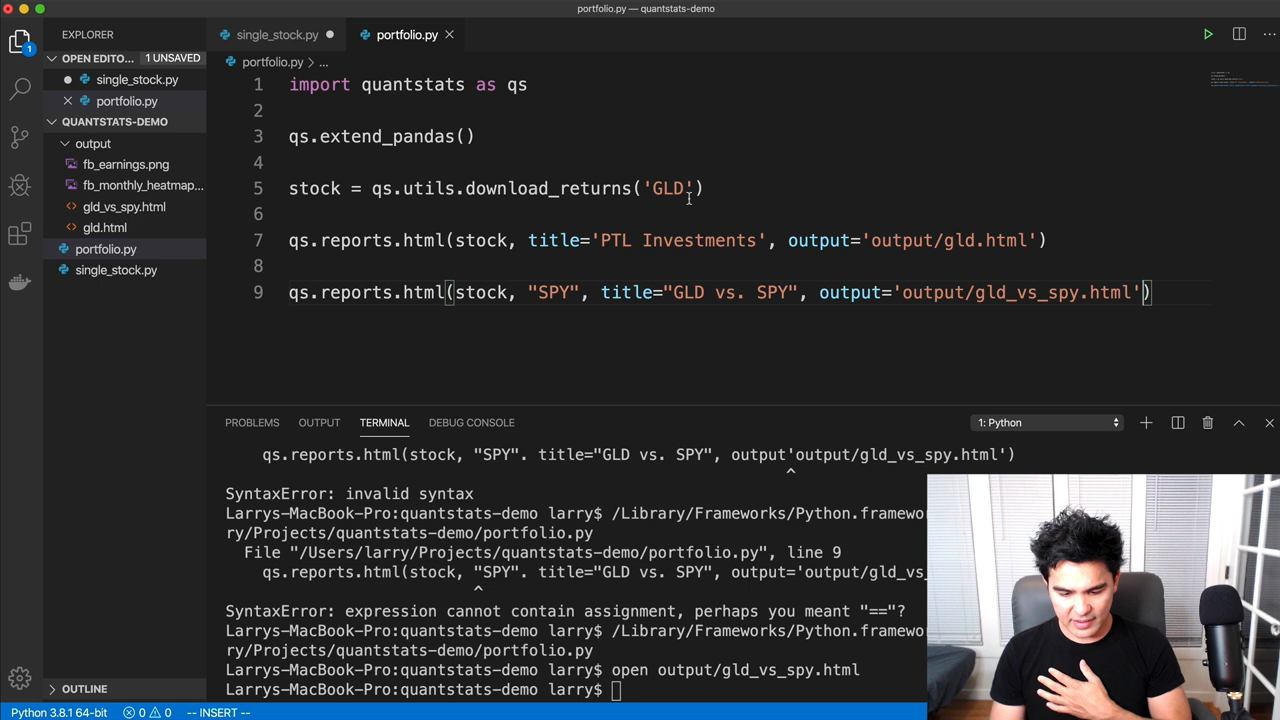 portfolio.py — quantstats-demo
EXPLORER
single_stock.py
portfolio.py
OPEN EDITO...
1 UNSAVED
single_stock.py
portfolio.py
QUANTSTATS-DEMO
output
fb_earnings.png
fb_monthly_heatmap...
gld_vs_spy.html
gld.html
portfolio.py
single_stock.py
OUTLINE
1
portfolio.py > ...
1 import quantstats as qs
2
3 qs.extend_pandas()
4
5 stock = qs.utils.download_returns('GLD')
6
7 qs.reports.html(stock, title='PTL Investments', output='output/gld.html')
8
9 qs.reports.html(stock, "SPY", title="GLD vs. SPY", output='output/gld_vs_spy.html')
PROBLEMS OUTPUT TERMINAL DEBUG CONSOLE
1: Python
qs.reports.html(stock, "SPY". title="GLD vs. SPY", output'output/gld_vs_spy.html')
^
SyntaxError: invalid syntax
Larrys-MacBook-Pro:quantstats-demo larry$ /Library/Frameworks/Python.framewo
ry/Projects/quantstats-demo/portfolio.py
File "/Users/larry/Projects/quantstats-demo/portfolio.py", line 9
qs.reports.html(stock, "SPY". title="GLD vs. SPY", output='output/gld_v
^
SyntaxError: expression cannot contain assignment, perhaps you meant "=="?
Larrys-MacBook-Pro:quantstats-demo larry$ /Library/Frameworks/Python.framewo
ry/Projects/quantstats-demo/portfolio.py
Larrys-MacBook-Pro:quantstats-demo larry$ open output/gld_vs_spy.html
Larrys-MacBook-Pro:quantstats-demo larry$
Python 3.8.1 64-bit
0
0
-- INSERT --